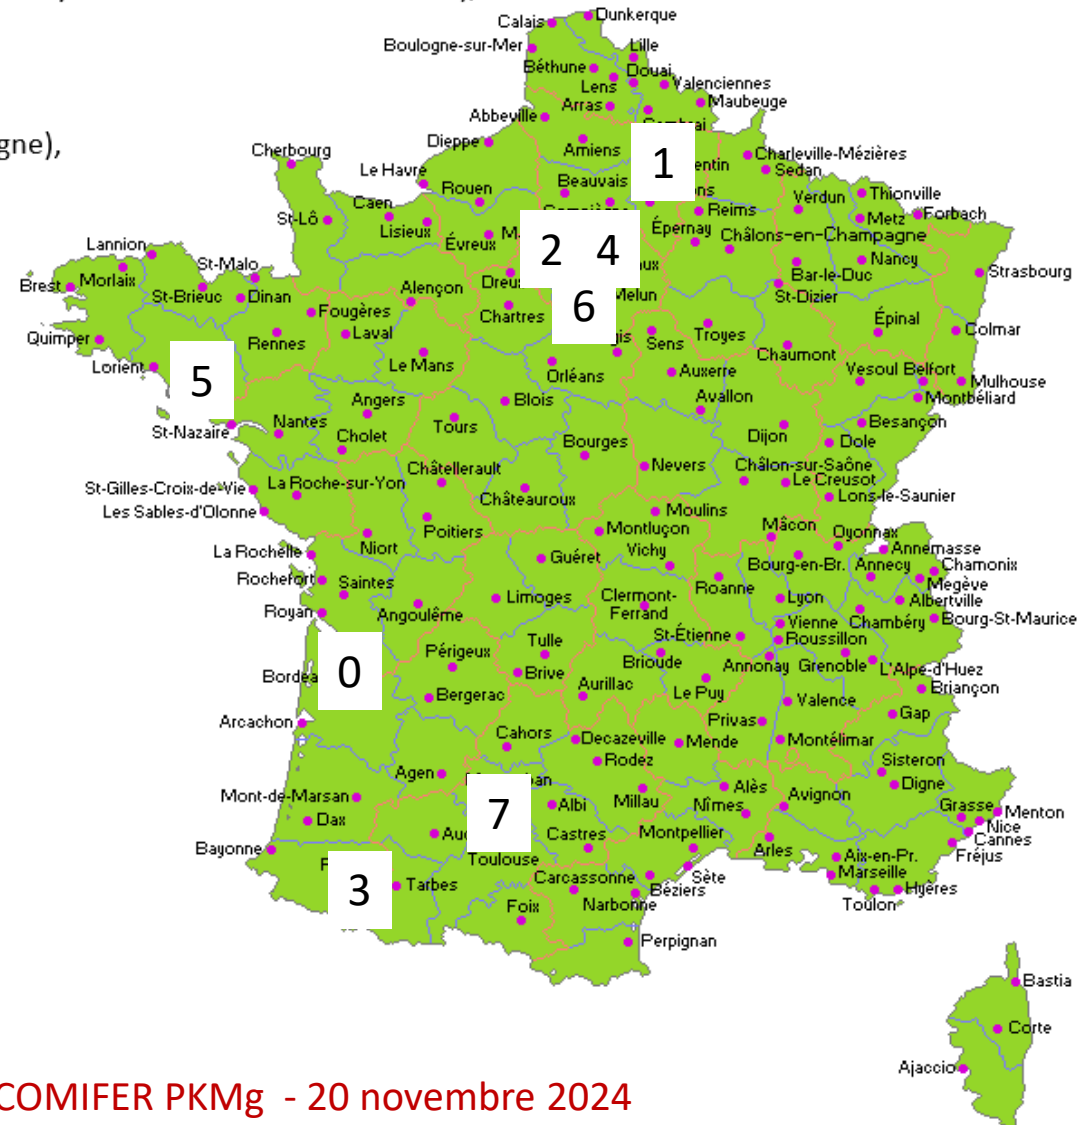 gne),
Calais
Dunkerque
Boulogne-sur-Mer
Lille
Béthune
Douai
Lens
Valenciennes
Arras
Maubeuge
Abbeville
Dieppe
Amiens
1
Charleville-Mézières
Sedan
Cherbourg
Le Havre
Beauvais
Rouen
Verdun
Thionville
Caen
Reims
Metz
Forbach
St-Lô
Lisieux
Épernay
Châlons-en-Champagne
Évreux
2 4
Lannion
Nancy
St-Malo
Bar-le-Duc
Strasbourg
Brest
Morlaix
St-Brieuc
Dinan
Alençon
St-Dizier
6
Melun
Fougères
Chartres
Épinal
Quimper
Rennes
Laval
Sens
Troyes
Colmar
Chaumont
Lorient
5
Le Mans
Orléans
Auxerre
Vesoul
Belfort
Mulhouse
Montbéliard
Angers
Blois
Avallon
St-Nazaire
Nantes
Cholet
Tours
Bourges
Dijon
Besançon
Dole
Châtellerault
Nevers
Châlon-sur-Saône
Le Creusot
St-Gilles-Croix-de-Vie
La Roche-sur-Yon
Châteauroux
Lons-le-Saunier
Les Sables-d'Olonne
Poitiers
Moulins
Montluçon
Mâcon
Oyonnax
La Rochelle
Niort
Guéret
Vichy
Bourg-en-Br.
Annecy
Annemasse
Chamonix
Megève
Rochefort
Saintes
Limoges
Clermont-
Ferrand
Roanne
Lyon
Albertville
Royan
Angoulême
Vienne
Chambéry
Bourg-St-Maurice
St-Étienne
Roussillon
0
Périgueux
Tulle
Brioude
Annonay
Grenoble
L'Alpe-d'Huez
Brive
Aurillac
Le Puy
Briançon
Bergerac
Valence
Arcachon
Privas
Gap
Cahors
Decazeville
Mende
Montélimar
Rodez
Sisteron
Agen
Digne
Mont-de-Marsan
7
Albi
Millau
Alès
Nîmes
Avignon
Grasse
Menton
Dax
Nice
Cannes
Castres
Montpellier
Bayonne
Toulouse
Arles
Aix-en-Pr.
Fréjus
3
Tarbes
Carcassonne
Sète
Marseille
Béziers
Hyères
Foix
Narbonne
Toulon
Perpignan
Bastia
Corte
Ajaccio
COMIFER PKMg - 20 novembre 2024